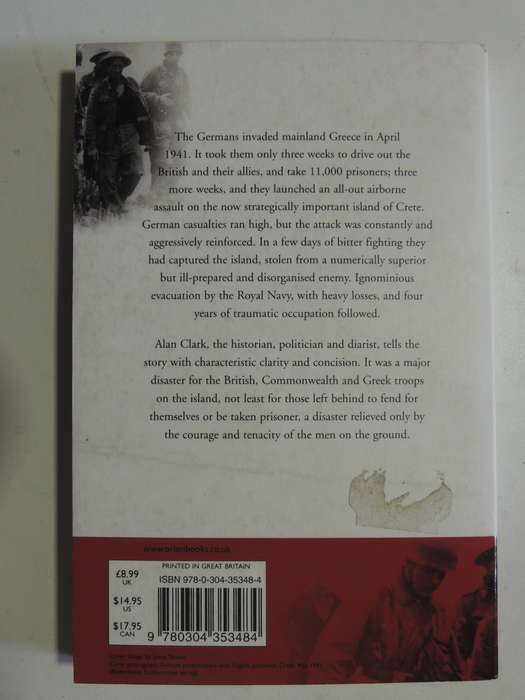 The Germans invaded mainland Greece in April
1941. It took them only three weeks to drive out the
British and their allies, and take 11,000 prisoners; three
more weeks, and they launched an all-out airborne
assault on the now strategically important island of Crete.
German casualties ran high, but the attack was constantly and
aggressively reinforced. In a few days of bitter fighting they
had captured the island, stolen from a numerically superior
but ill-prepared and disorganised enemy. Ignominious
evacuation by the Royal Navy, with heavy losses, and four
years of traumatic occupation followed.
Alan Clark, the historian, politician and diarist, tells the
story with characteristic clarity and concision. It was a major
disaster for the British, Commonwealth and Greek troops
on the island, not least for those left behind to fend for
themselves or be taken prisoner, a disaster relieved only by
the courage and tenacity of the men on the ground.
www.orionbooks.co.uk
PRINTED IN GREAT BRITAIN
£8.99
UK
$14.95
US
$17.95
CAN
ISBN 978-0-304-35348-4
9 780304 353484